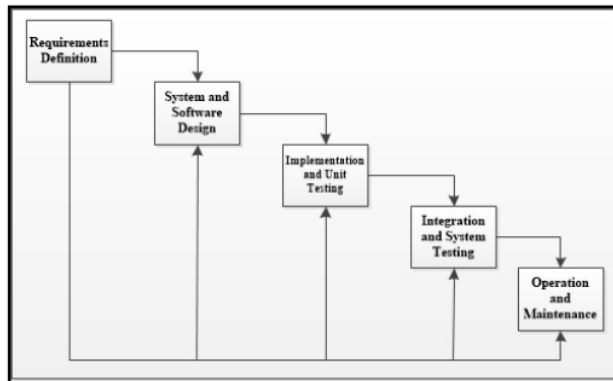 Requirements
Definition
System and
Software
Design
Implementation
and Unit
Testing
Integration
and System
Testing
Operation
and
Maintenance